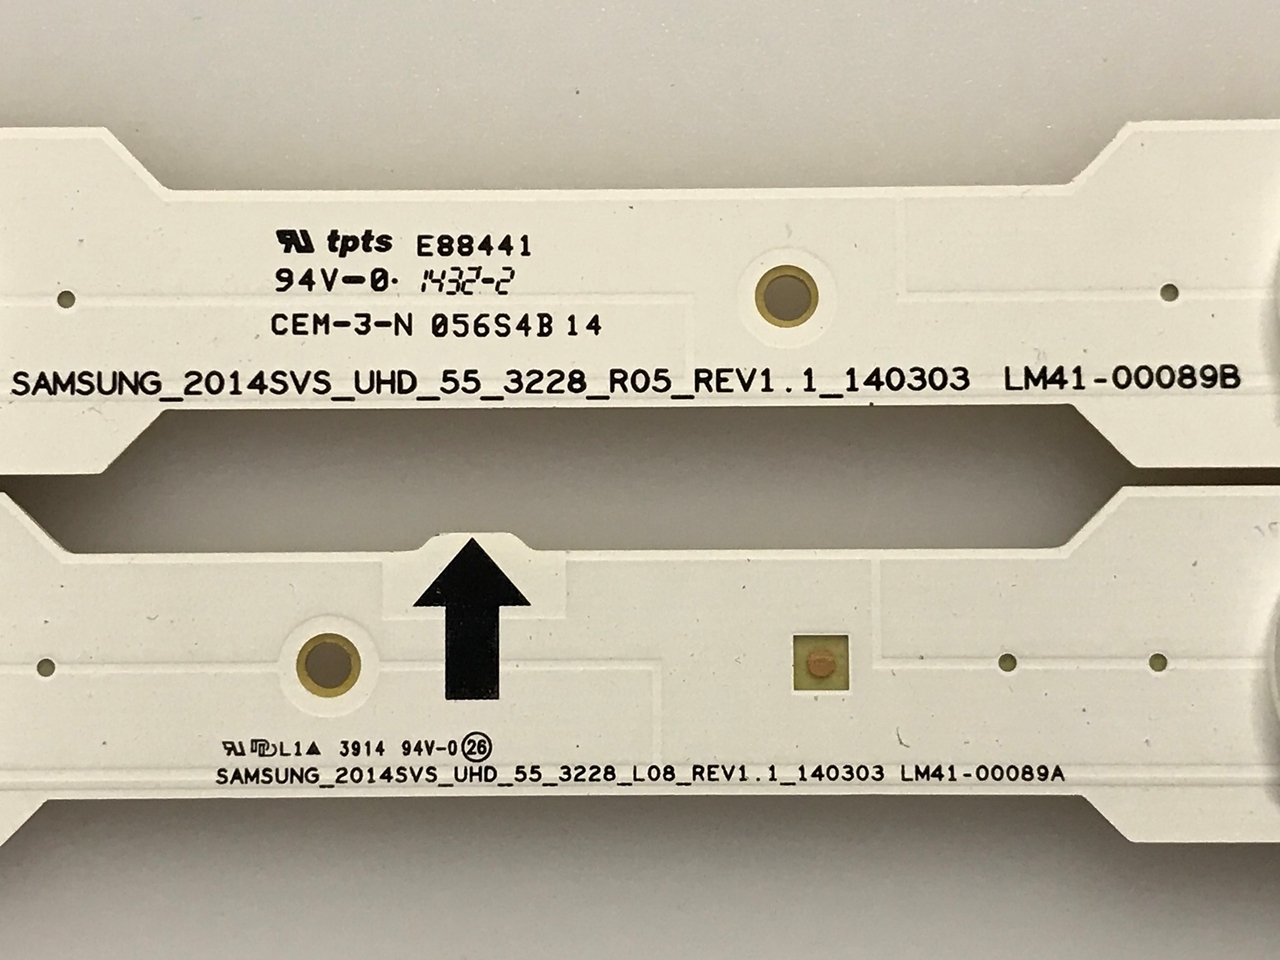 tpts E88441
94V-0 1432-2
CEM-3-N 056S4B 14
SAMSUNG_2014SVS_UHD_55_3228_R05_REV1.1_140303 LM41-00089B
L1▲ 3914 94V-0 26
SAMSUNG_2014SVS_UHD_55_3228_L08_REV1.1_140303 LM41-00089A